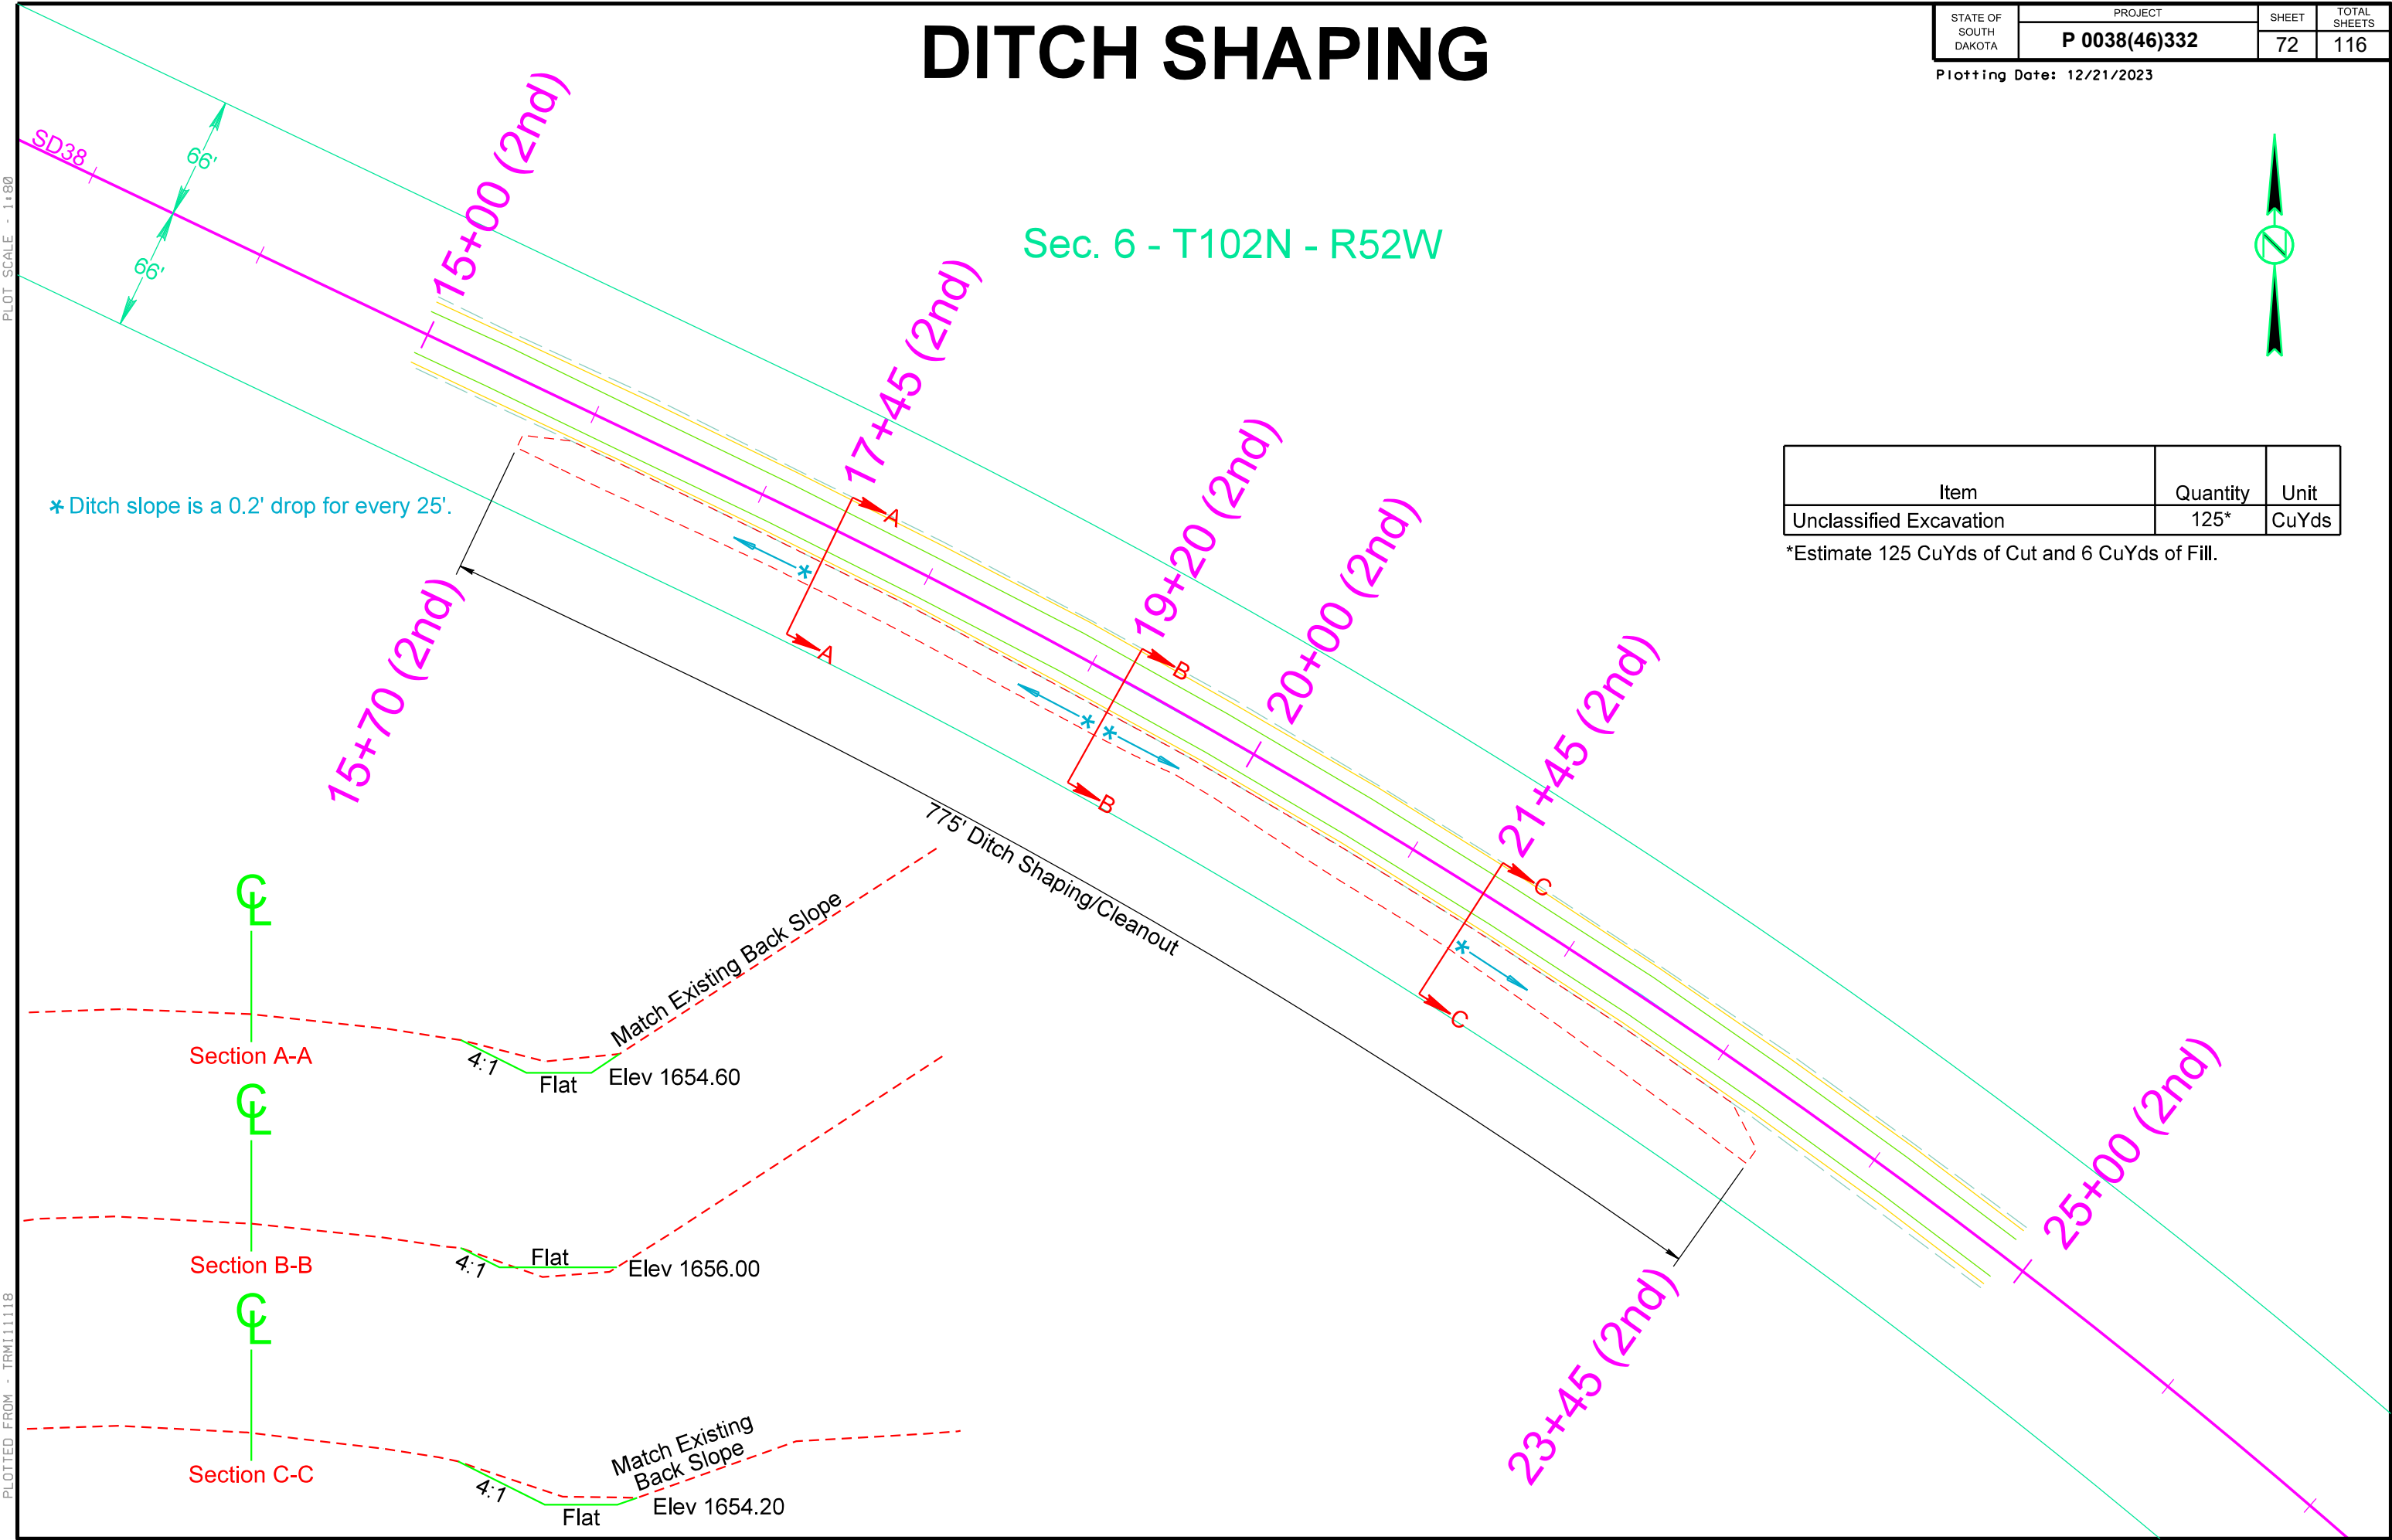 DITCH SHAPING
STATE OF
SOUTH
DAKOTA
PROJECT
P 0038(46)332
SHEET
72
TOTAL
SHEETS
116
Plotting Date: 12/21/2023
PLOT SCALE - 1:80
PLOTTED FROM - TRMI11118
SD38
66'
66'
15+00 (2nd)
Sec. 6 - T102N - R52W
N
17+45 (2nd)
19+20 (2nd)
20+00 (2nd)
21+45 (2nd)
25+00 (2nd)
15+70 (2nd)
23+45 (2nd)
* Ditch slope is a 0.2' drop for every 25'.
Item Quantity Unit
Unclassified Excavation 125* CuYds
*Estimate 125 CuYds of Cut and 6 CuYds of Fill.
A
A
*
B
B
* *
C
C
*
775' Ditch Shaping/Cleanout
CL
Section A-A
4:1
Flat
Match Existing Back Slope
Elev 1654.60
CL
Section B-B
4:1
Flat
Elev 1656.00
CL
Section C-C
4:1
Flat
Match Existing
Back Slope
Elev 1654.20